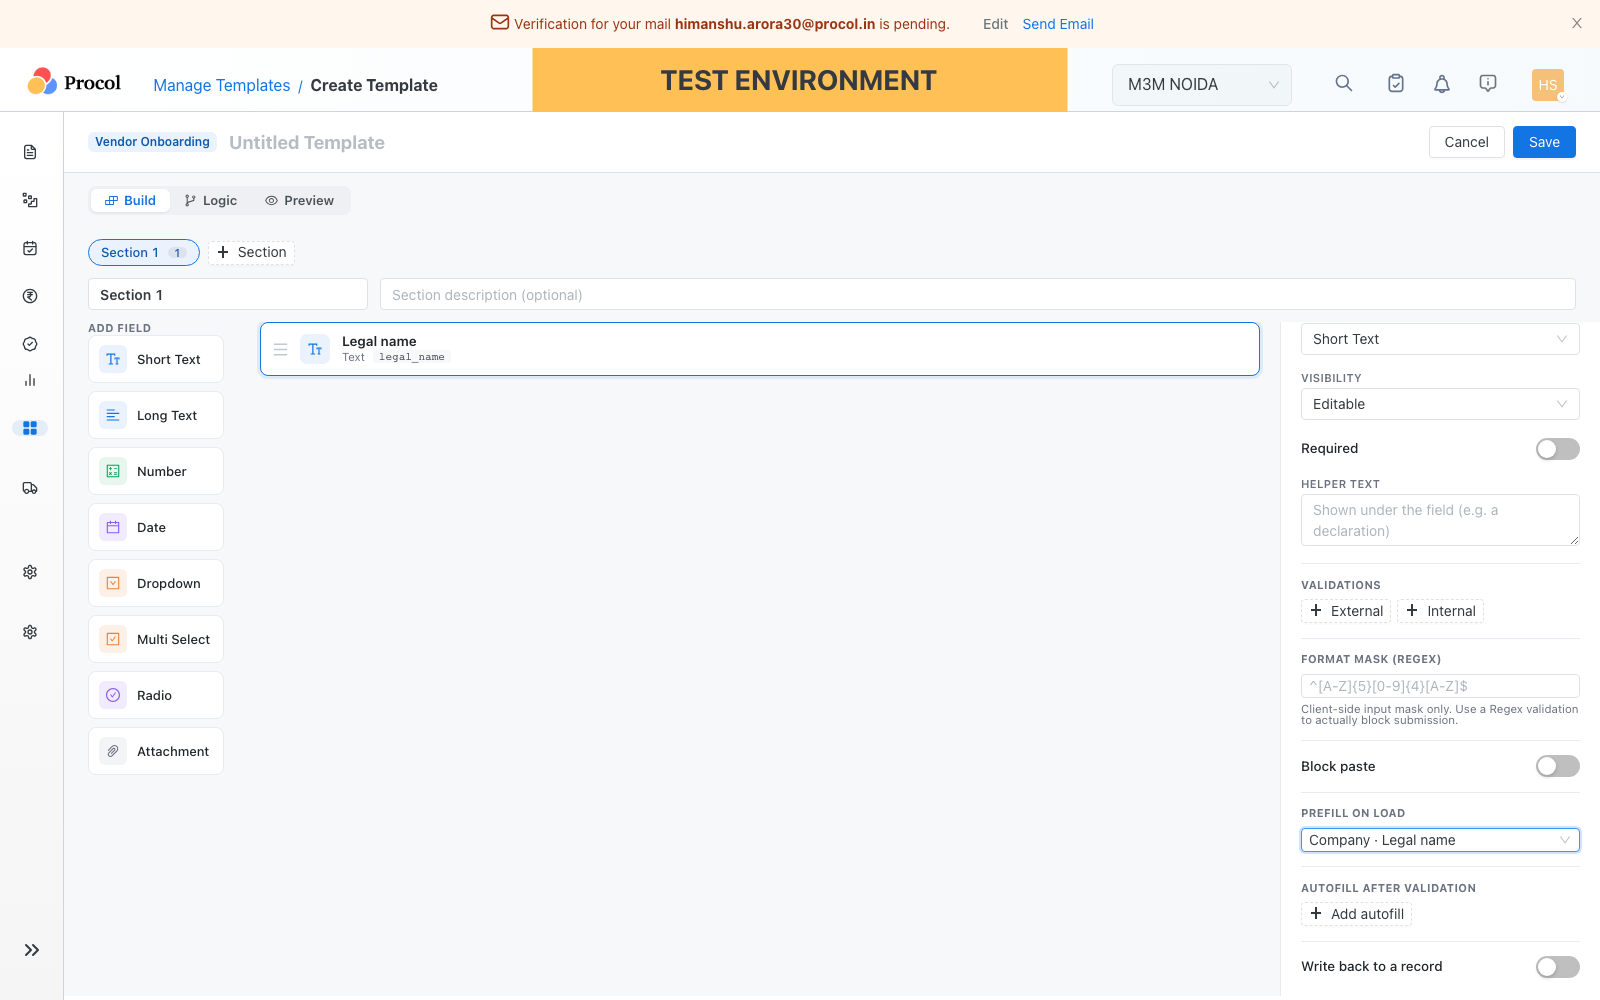 Verification for your mail himanshu.arora30@procol.in is pending. Edit Send Email
Procol
Manage Templates / Create Template
TEST ENVIRONMENT
M3M NOIDA
HS
Vendor Onboarding
Untitled Template
Cancel
Save
Build
Logic
Preview
Section 1 1
+ Section
Section 1
Section description (optional)
ADD FIELD
Short Text
Long Text
Number
Date
Dropdown
Multi Select
Radio
Attachment
Legal name
Text legal_name
Short Text
VISIBILITY
Editable
Required
HELPER TEXT
Shown under the field (e.g. a
declaration)
VALIDATIONS
+ External + Internal
FORMAT MASK (REGEX)
^[A-Z]{5}[0-9]{4}[A-Z]$
Client-side input mask only. Use a Regex validation
to actually block submission.
Block paste
PREFILL ON LOAD
Company · Legal name
AUTOFILL AFTER VALIDATION
+ Add autofill
Write back to a record